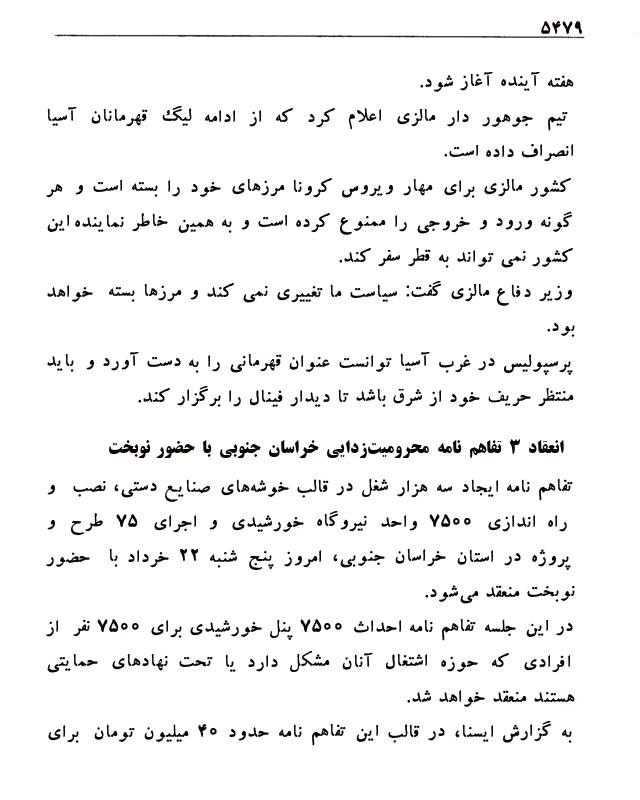 ۵۴۷۹
هفته آینده آغاز شود.
تیم جوهور دار مالزی اعلام کرد که از ادامه لیگ قهرمانان آسیا
انصراف داده است.
کشور مالزی برای مهار ویروس کرونا مرزهای خود را بسته است و هر
گونه ورود و خروجی را ممنوع کرده است و به همین خاطر نماینده این
کشور نمی تواند به قطر سفر کند.
وزیر دفاع مالزی گفت: سیاست ما تغییری نمی کند و مرزها بسته خواهد
بود.
پرسپولیس در غرب آسیا توانست عنوان قهرمانی را به دست آورد و باید
منتظر حریف خود از شرق باشد تا دیدار فینال را برگزار کند.
انعقاد ۳ تفاهم نامه محرومیت‌زدایی خراسان جنوبی با حضور نوبخت
تفاهم نامه ایجاد سه هزار شغل در قالب خوشه‌های صنایع دستی، نصب و
راه اندازی ۷۵۰۰ واحد نیروگاه خورشیدی و اجرای ۷۵ طرح و
پروژه در استان خراسان جنوبی، امروز پنج شنبه ۲۲ خرداد با حضور
نوبخت منعقد می‌شود.
در این جلسه تفاهم نامه احداث ۷۵۰۰ پنل خورشیدی برای ۷۵۰۰ نفر از
افرادی که حوزه اشتغال آنان مشکل دارد یا تحت نهادهای حمایتی
هستند منعقد خواهد شد.
به گزارش ایسنا، در قالب این تفاهم نامه حدود ۴۰ میلیون تومان برای